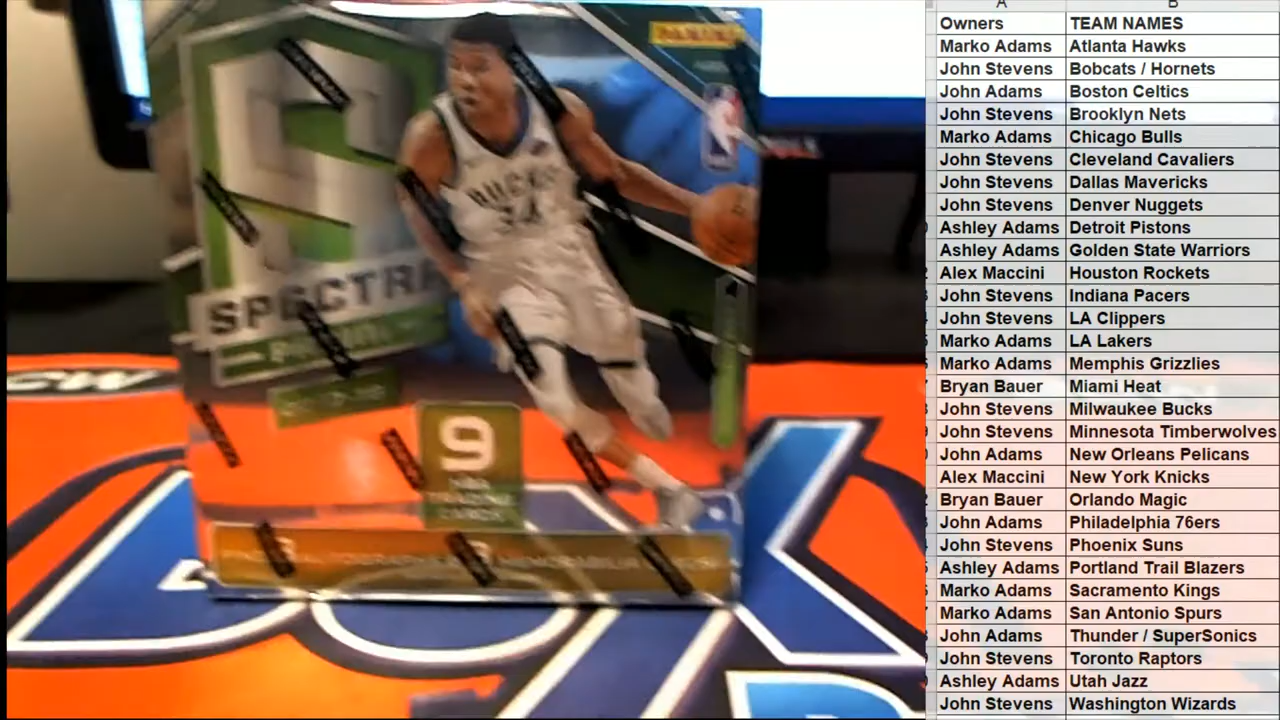 PANINI
BUCKS
34
SPECTRA
9
NBA
TRADING
CARDS
CW
A B
Owners TEAM NAMES
Marko Adams Atlanta Hawks
John Stevens Bobcats / Hornets
John Adams Boston Celtics
John Stevens Brooklyn Nets
Marko Adams Chicago Bulls
John Stevens Cleveland Cavaliers
John Stevens Dallas Mavericks
John Stevens Denver Nuggets
Ashley Adams Detroit Pistons
Ashley Adams Golden State Warriors
Alex Maccini Houston Rockets
John Stevens Indiana Pacers
John Stevens LA Clippers
Marko Adams LA Lakers
Marko Adams Memphis Grizzlies
Bryan Bauer Miami Heat
John Stevens Milwaukee Bucks
John Stevens Minnesota Timberwolves
John Adams New Orleans Pelicans
Alex Maccini New York Knicks
Bryan Bauer Orlando Magic
John Adams Philadelphia 76ers
John Stevens Phoenix Suns
Ashley Adams Portland Trail Blazers
Marko Adams Sacramento Kings
Marko Adams San Antonio Spurs
John Adams Thunder / SuperSonics
John Stevens Toronto Raptors
Ashley Adams Utah Jazz
John Stevens Washington Wizards